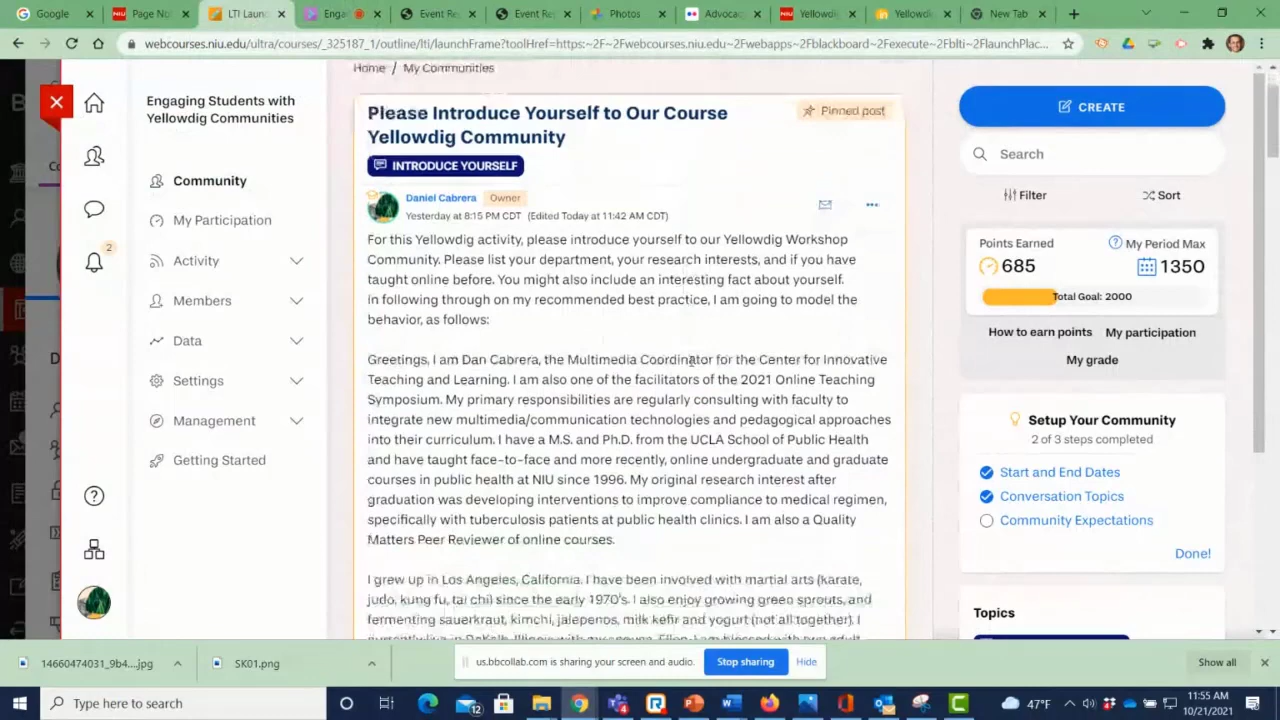 Google
Page No
LTI Laun
Engag
Event Re
Event Re
Photos
Advocac
Yellowdi
Yellowdi
New Tab
webcourses.niu.edu/ultra/courses/_325187_1/outline/lti/launchFrame?toolHref=https:~2F~2Fwebcourses.niu.edu~2Fwebapps~2Fblackboard~2Fexecute~2Fblti~2FlaunchPlac...
Home / My Communities
Engaging Students with
Yellowdig Communities
Community
My Participation
2
Activity
Members
Data
Settings
Management
Getting Started
Please Introduce Yourself to Our Course
Yellowdig Community
Pinned post
INTRODUCE YOURSELF
Daniel Cabrera Owner
Yesterday at 8:15 PM CDT (Edited Today at 11:42 AM CDT)
For this Yellowdig activity, please introduce yourself to our Yellowdig Workshop
Community. Please list your department, your research interests, and if you have
taught online before. You might also include an interesting fact about yourself.
in following through on my recommended best practice, I am going to model the
behavior, as follows:
Greetings, I am Dan Cabrera, the Multimedia Coordinator for the Center for Innovative
Teaching and Learning. I am also one of the facilitators of the 2021 Online Teaching
Symposium. My primary responsibilities are regularly consulting with faculty to
integrate new multimedia/communication technologies and pedagogical approaches
into their curriculum. I have a M.S. and Ph.D. from the UCLA School of Public Health
and have taught face-to-face and more recently, online undergraduate and graduate
courses in public health at NIU since 1996. My original research interest after
graduation was developing interventions to improve compliance to medical regimen,
specifically with tuberculosis patients at public health clinics. I am also a Quality
Matters Peer Reviewer of online courses.
I grew up in Los Angeles, California. I have been involved with martial arts (karate,
judo, kung fu, tai chi) since the early 1970's. I also enjoy growing green sprouts, and
fermenting sauerkraut, kimchi, jalepenos, milk kefir and yogurt (not all together). I
CREATE
Search
Filter
Sort
Points Earned
My Period Max
685
1350
Total Goal: 2000
How to earn points My participation
My grade
Setup Your Community
2 of 3 steps completed
Start and End Dates
Conversation Topics
Community Expectations
Done!
Topics
14660474031_9b4....jpg
SK01.png
us.bbcollab.com is sharing your screen and audio.
Stop sharing
Hide
Show all
Type here to search
12
47°F
11:55 AM
10/21/2021